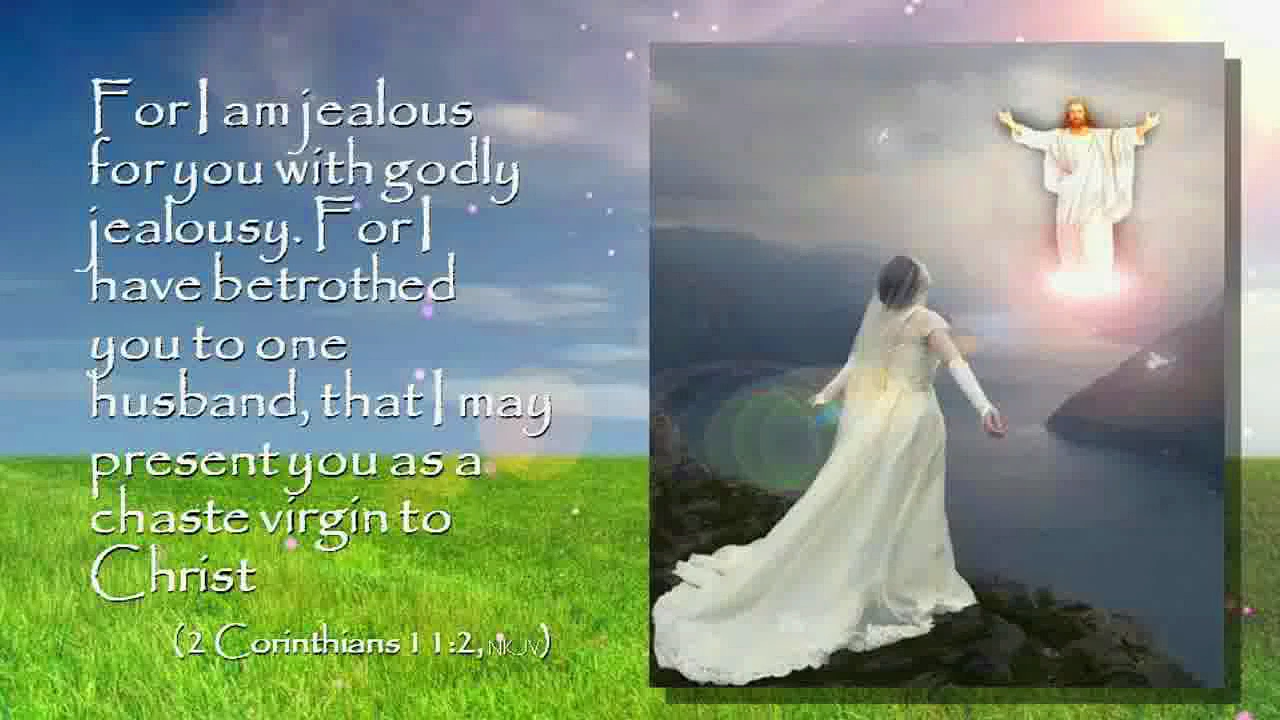 For I am jealous
for you with godly
jealousy. For I
have betrothed
you to one
husband, that I may
present you as a
chaste virgin to
Christ
(2 Corinthians 11:2, NKJV)